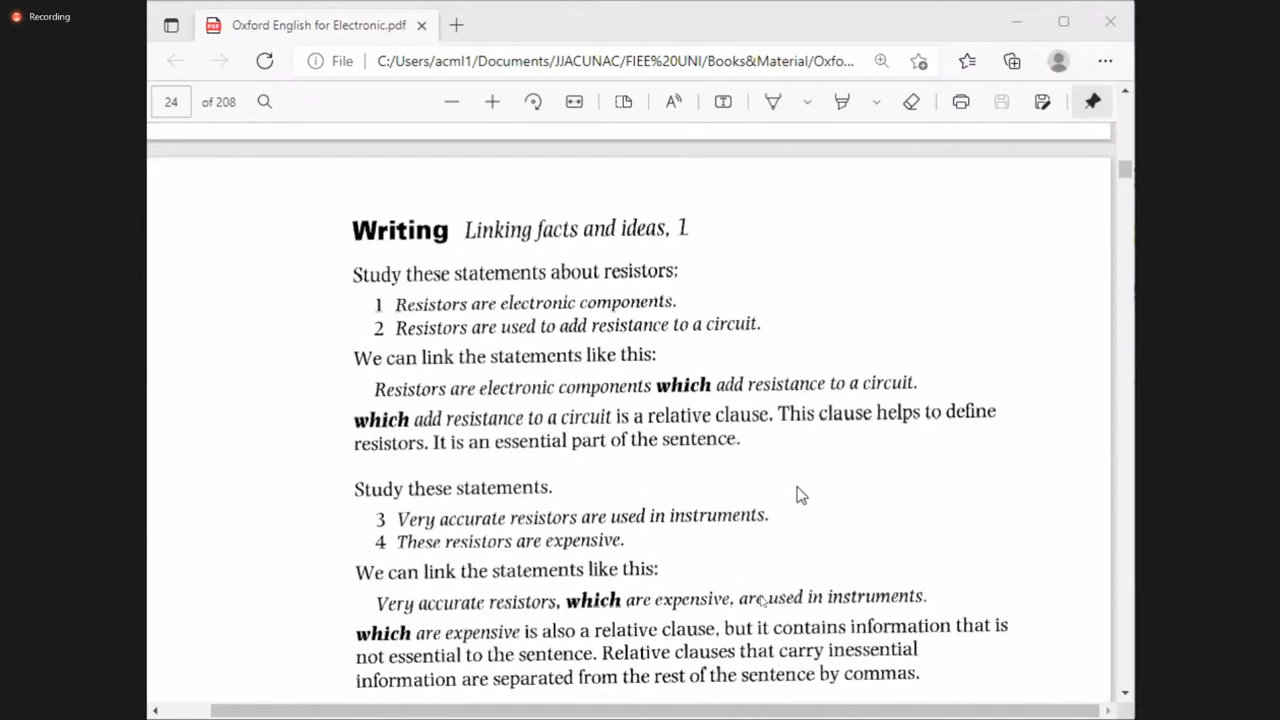 Recording
Oxford English for Electronic.pdf
File C:/Users/acml1/Documents/JJACUNAC/FIEE%20UNI/Books&Material/Oxfo...
24 of 208
Writing Linking facts and ideas, 1
Study these statements about resistors:
1 Resistors are electronic components.
2 Resistors are used to add resistance to a circuit.
We can link the statements like this:
Resistors are electronic components which add resistance to a circuit.
which add resistance to a circuit is a relative clause. This clause helps to define
resistors. It is an essential part of the sentence.
Study these statements.
3 Very accurate resistors are used in instruments.
4 These resistors are expensive.
We can link the statements like this:
Very accurate resistors, which are expensive, are used in instruments.
which are expensive is also a relative clause, but it contains information that is
not essential to the sentence. Relative clauses that carry inessential
information are separated from the rest of the sentence by commas.